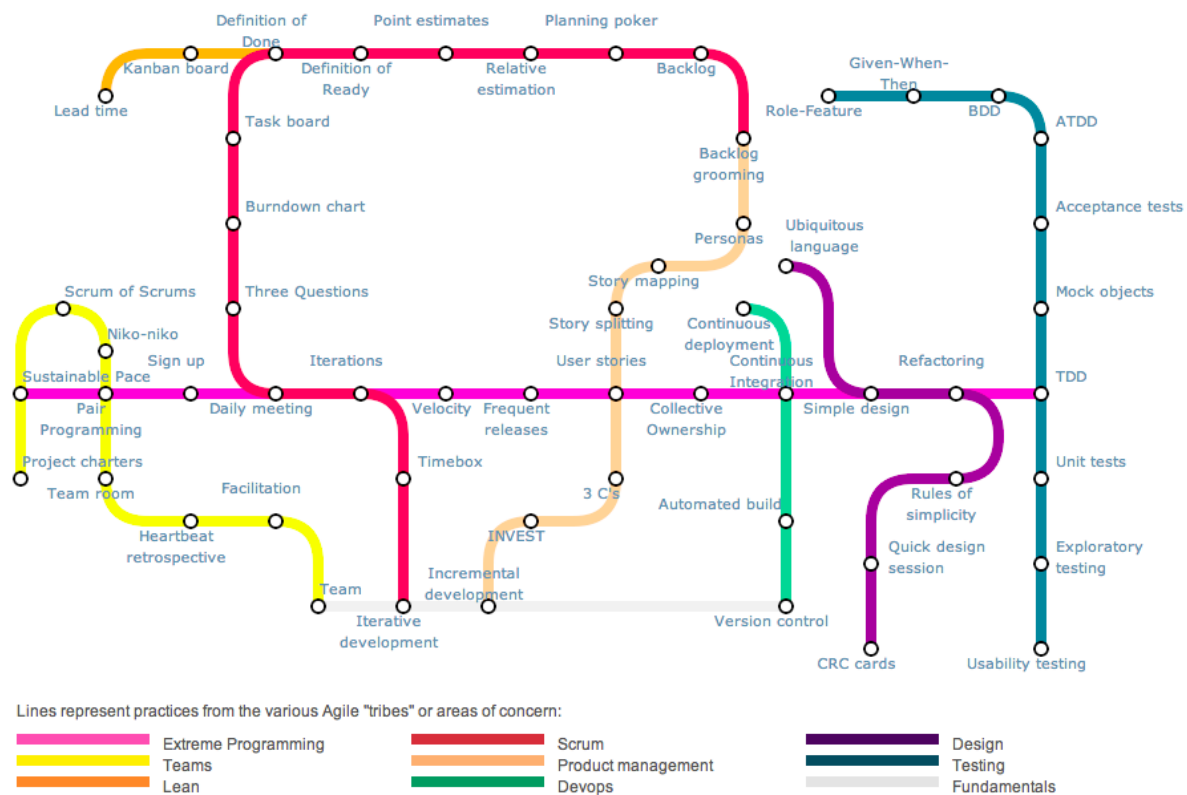 Definition of
Done
Point estimates
Planning poker
Kanban board
Definition of
Ready
Relative
estimation
Backlog
Given-When-
Then
Lead time
Role-Feature
BDD
Task board
ATDD
Backlog
grooming
Burndown chart
Acceptance tests
Personas
Ubiquitous
language
Story mapping
Scrum of Scrums
Three Questions
Mock objects
Niko-niko
Story splitting
Continuous
deployment
Sign up
Iterations
User stories
Continuous
Integration
Refactoring
Sustainable Pace
TDD
Pair
Programming
Daily meeting
Velocity
Frequent
releases
Collective
Ownership
Simple design
Project charters
Timebox
Unit tests
Team room
Facilitation
3 C's
Rules of
simplicity
Automated build
Heartbeat
retrospective
INVEST
Quick design
session
Exploratory
testing
Team
Incremental
development
Iterative
development
Version control
CRC cards
Usability testing
Lines represent practices from the various Agile "tribes" or areas of concern:
Extreme Programming
Scrum
Design
Teams
Product management
Testing
Lean
Devops
Fundamentals